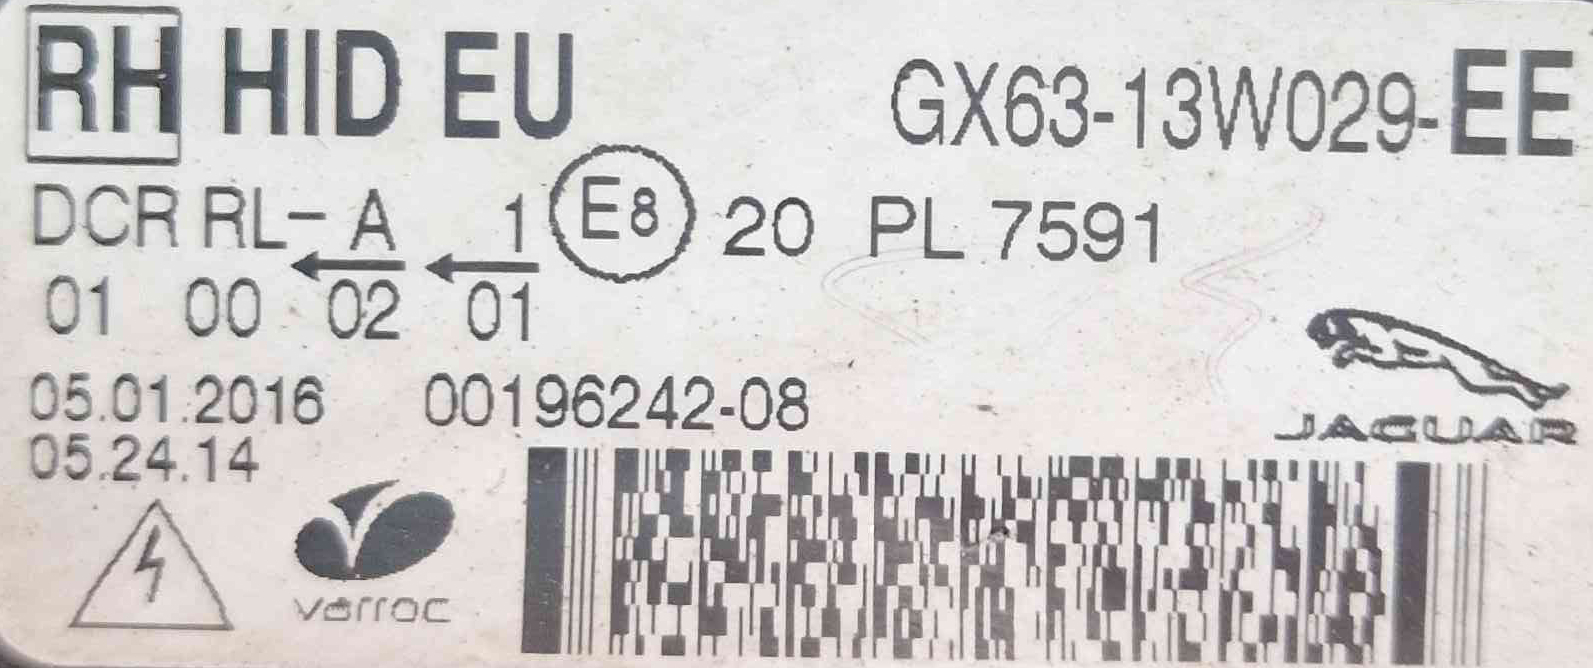 RH HID EU GX63-13W029-EE
DCR RL- A 1 E8 20 PL 7591
01 00 02 01
05.01.2016 00196242-08
05.24.14
JAGUAR
varroc